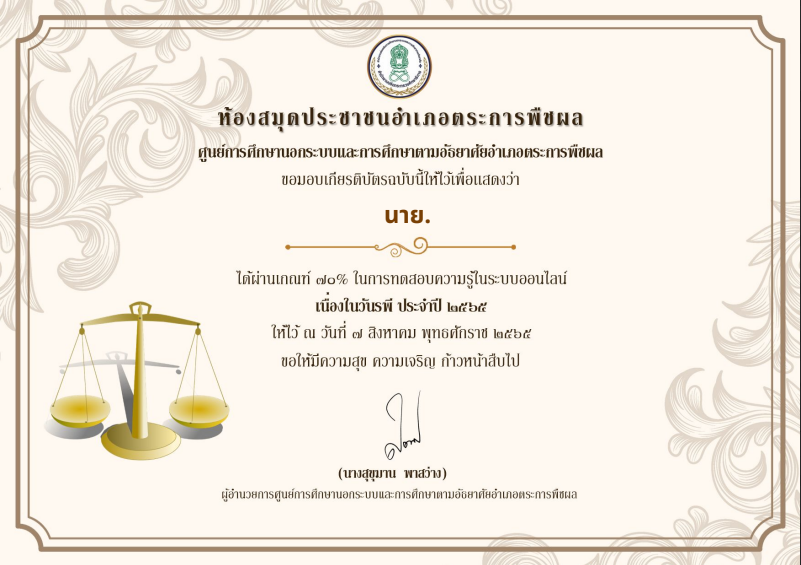 ห้องสมุดประชาชนอำเภอตระการพืชผล
ศูนย์การศึกษานอกระบบและการศึกษาตามอัธยาศัยอำเภอตระการพืชผล
ขอมอบเกียรติบัตรฉบับนี้ให้ไว้เพื่อแสดงว่า
นาย.
ได้ผ่านเกณฑ์ ๗๐% ในการทดสอบความรู้ในระบบออนไลน์
เนื่องในวันรพี ประจำปี ๒๕๖๕
ให้ไว้ ณ วันที่ ๗ สิงหาคม พุทธศักราช ๒๕๖๕
ขอให้มีความสุข ความเจริญ ก้าวหน้าสืบไป
(นางสุขุมาน พาสว่าง)
ผู้อำนวยการศูนย์การศึกษานอกระบบและการศึกษาตามอัธยาศัยอำเภอตระการพืชผล